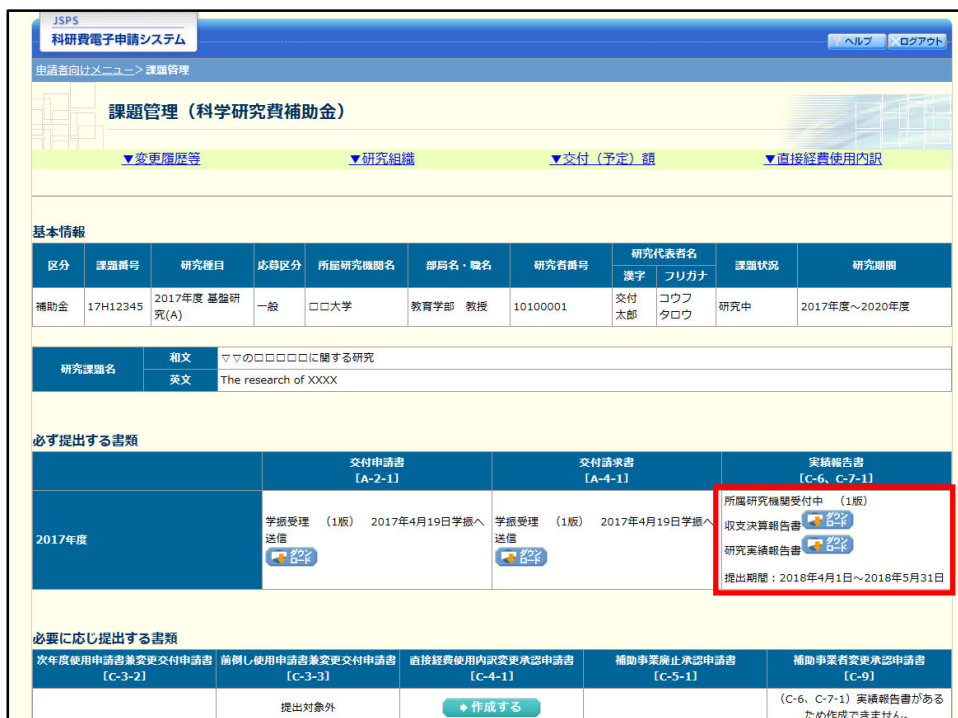 JSPS
科研費電子申請システム
ヘルプ ログアウト
申請者向けメニュー>課題管理
課題管理（科学研究費補助金）
▼変更履歴等 ▼研究組織 ▼交付（予定）額 ▼直接経費使用内訳
基本情報
区分 課題番号 研究種目 応募区分 所属研究機関名 部局名・職名 研究者番号 研究代表者名 課題状況 研究期間
漢字 フリガナ
補助金 17H12345 2017年度 基盤研 一般 □□大学 教育学部 教授 10100001 交付 コウフ 研究中 2017年度～2020年度
究(A) 太郎 タロウ
研究課題名 和文 ▽▽の□□□□□に関する研究
英文 The research of XXXX
必ず提出する書類
交付申請書 交付請求書 実績報告書
[A-2-1] [A-4-1] [C-6、C-7-1]
2017年度
学振受理 （1版） 2017年4月19日学振へ
送信
ダウンロード
学振受理 （1版） 2017年4月19日学振へ
送信
ダウンロード
所属研究機関受付中 （1版）
収支決算報告書 ダウンロード
研究実績報告書 ダウンロード
提出期間：2018年4月1日～2018年5月31日
必要に応じ提出する書類
次年度使用申請書兼変更交付申請書 前倒し使用申請書兼変更交付申請書 直接経費使用内訳変更承認申請書 補助事業廃止承認申請書 補助事業者変更承認申請書
[C-3-2] [C-3-3] [C-4-1] [C-5-1] [C-9]
提出対象外 作成する （C-6、C-7-1）実績報告書がある
ため作成できません。